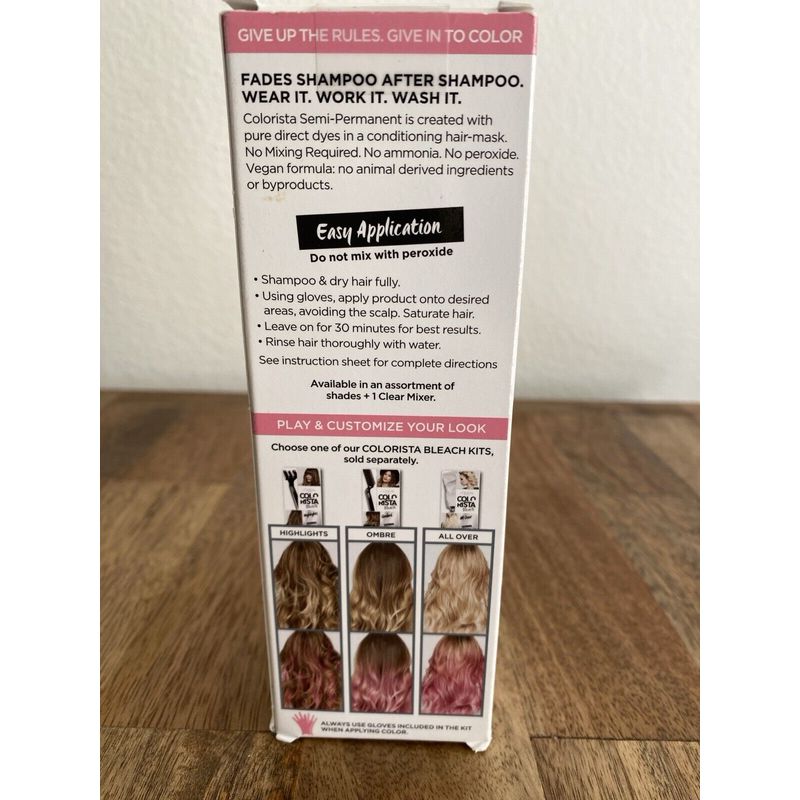 GIVE UP THE RULES. GIVE IN TO COLOR
FADES SHAMPOO AFTER SHAMPOO.
WEAR IT. WORK IT. WASH IT.
Colorista Semi-Permanent is created with
pure direct dyes in a conditioning hair-mask.
No Mixing Required. No ammonia. No peroxide.
Vegan formula: no animal derived ingredients
or byproducts.
Easy Application
Do not mix with peroxide
• Shampoo & dry hair fully.
• Using gloves, apply product onto desired
areas, avoiding the scalp. Saturate hair.
• Leave on for 30 minutes for best results.
• Rinse hair thoroughly with water.
See instruction sheet for complete directions
Available in an assortment of
shades + 1 Clear Mixer.
PLAY & CUSTOMIZE YOUR LOOK
Choose one of our COLORISTA BLEACH KITS,
sold separately.
COLO COLO COLO
RISTA RISTA RISTA
Bleach Bleach Bleach
HIGHLIGHTS OMBRE ALL OVER
ALWAYS USE GLOVES INCLUDED IN THE KIT
WHEN APPLYING COLOR.